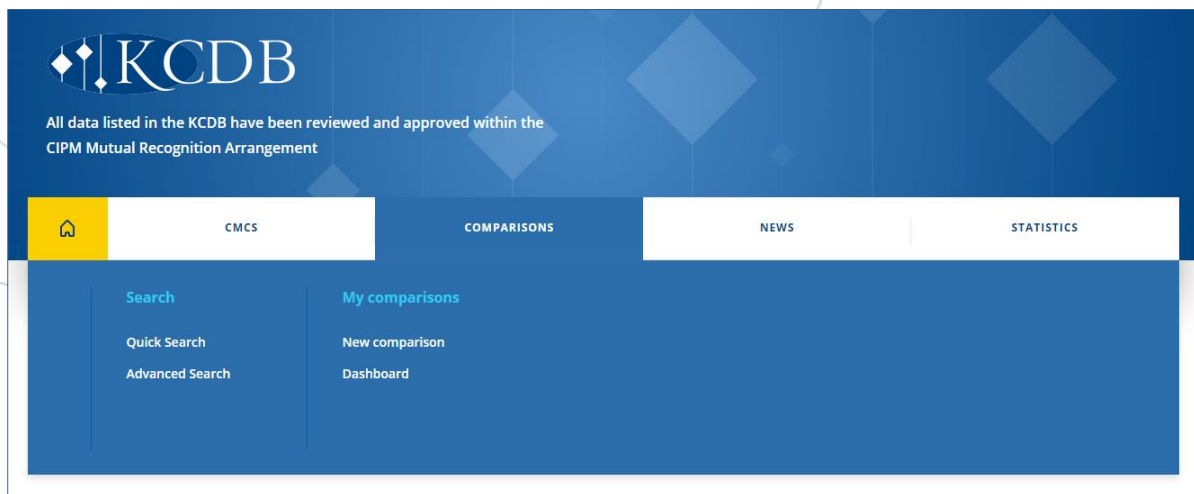 KCDB
All data listed in the KCDB have been reviewed and approved within the
CIPM Mutual Recognition Arrangement
CMCS
COMPARISONS
NEWS
STATISTICS
Search
Quick Search
Advanced Search
My comparisons
New comparison
Dashboard